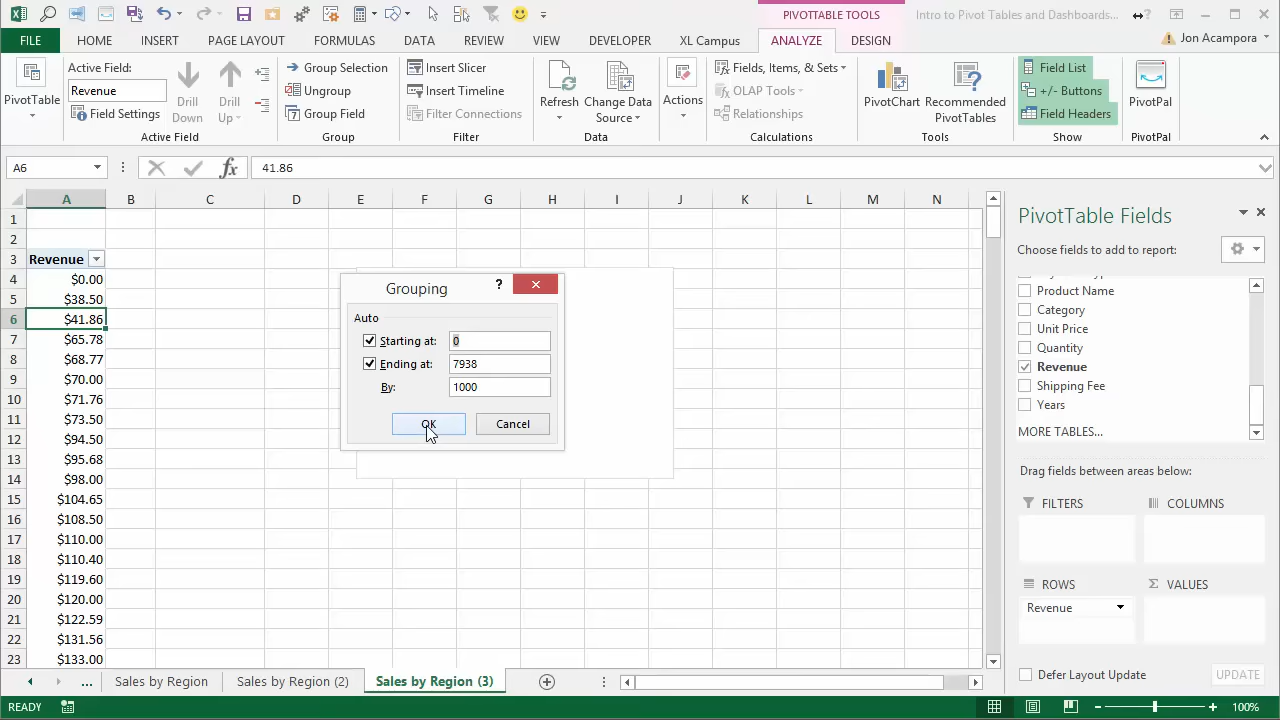 PIVOTTABLE TOOLS
Intro to Pivot Tables and Dashboards...
?
FILE HOME INSERT PAGE LAYOUT FORMULAS DATA REVIEW VIEW DEVELOPER XL Campus ANALYZE DESIGN
Jon Acampora
PivotTable
Active Field:
Revenue
Field Settings
Drill Down
Drill Up
Active Field
Group Selection
Ungroup
Group Field
Group
Insert Slicer
Insert Timeline
Filter Connections
Filter
Refresh
Change Data Source
Data
Actions
Fields, Items, & Sets
OLAP Tools
Relationships
Calculations
PivotChart
Recommended PivotTables
Tools
Field List
+/- Buttons
Field Headers
Show
PivotPal
PivotPal
A6
fx
41.86
A B C D E F G H I J K L M N
1
2
3 Revenue
4 $0.00
5 $38.50
6 $41.86
7 $65.78
8 $68.77
9 $70.00
10 $71.76
11 $73.50
12 $94.50
13 $95.68
14 $98.00
15 $104.65
16 $108.50
17 $110.00
18 $110.40
19 $119.60
20 $120.00
21 $122.59
22 $131.56
23 $133.00
Grouping
?
Auto
Starting at: 0
Ending at: 7938
By: 1000
OK Cancel
PivotTable Fields
Choose fields to add to report:
Product Name
Category
Unit Price
Quantity
Revenue
Shipping Fee
Years
MORE TABLES...
Drag fields between areas below:
FILTERS
COLUMNS
ROWS
Σ VALUES
Revenue
Defer Layout Update
UPDATE
... Sales by Region Sales by Region (2) Sales by Region (3)
READY
100%